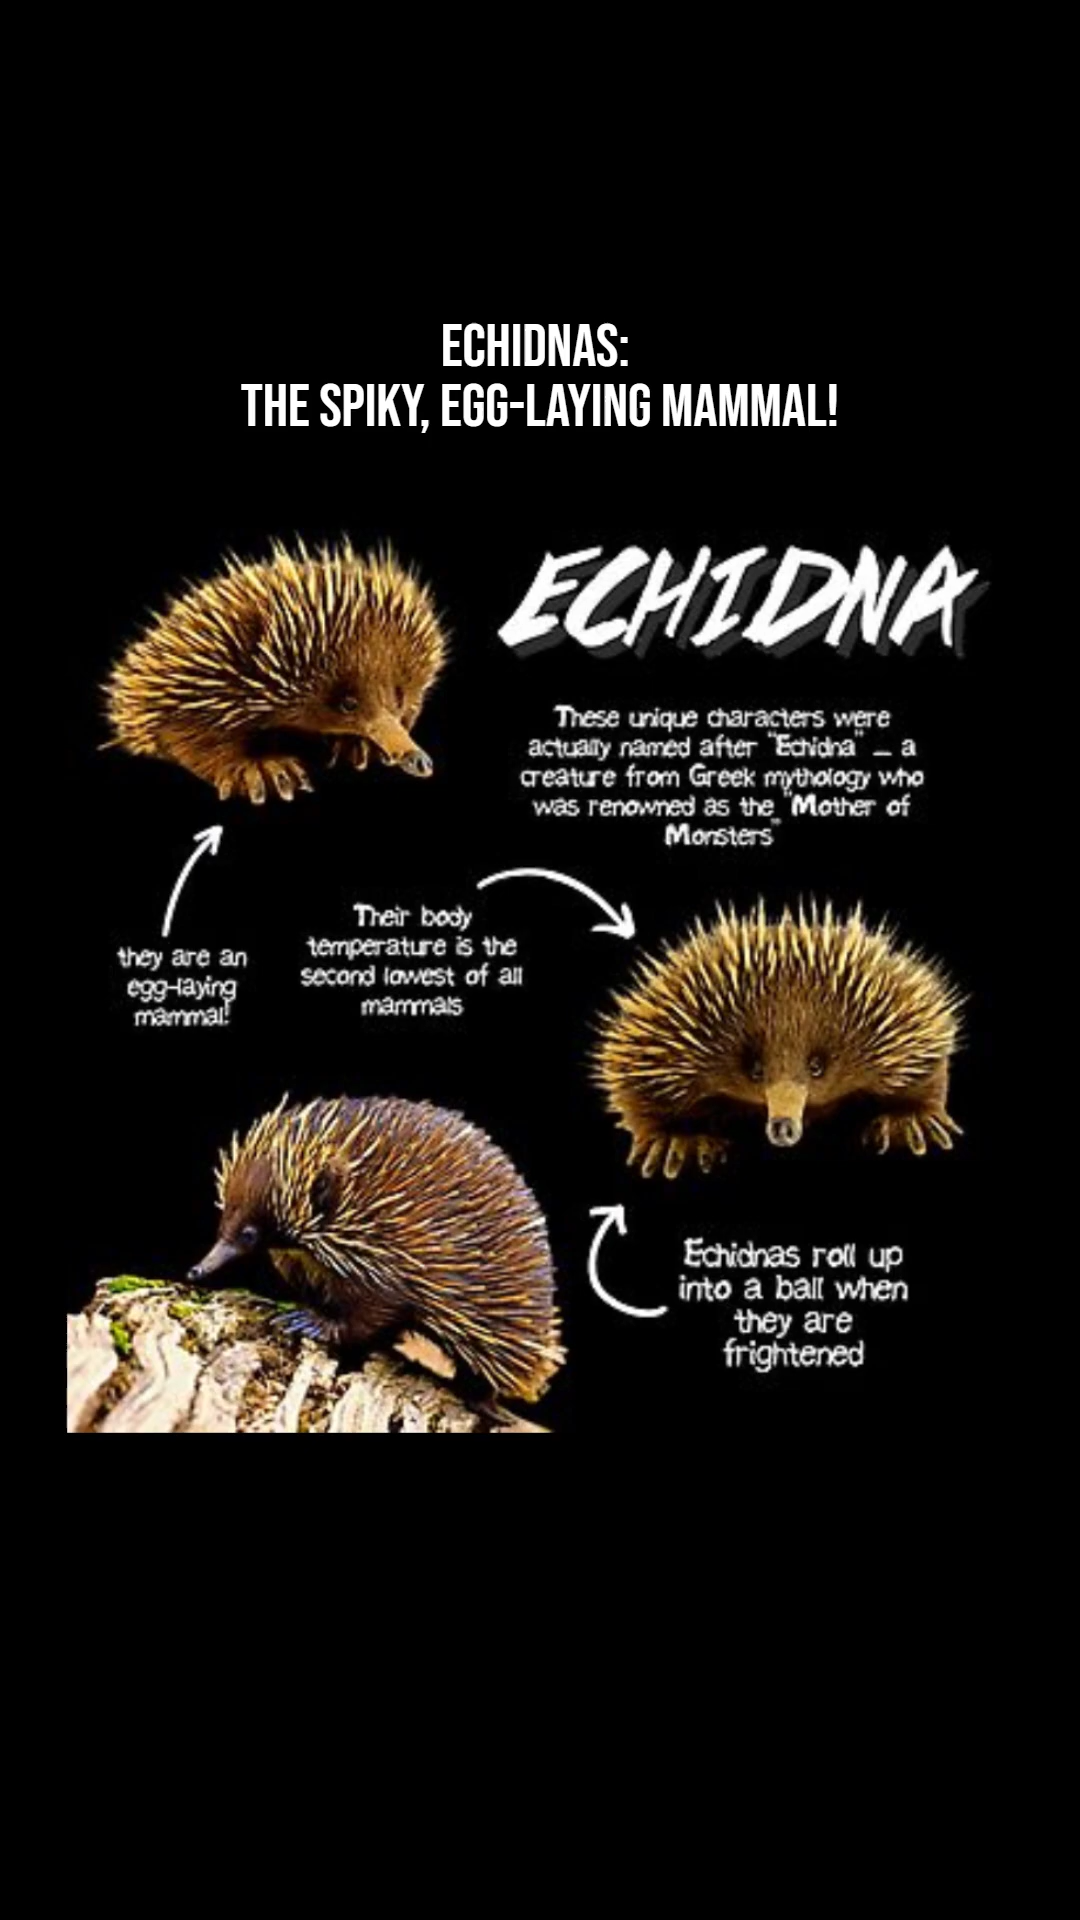 ECHIDNAS:
THE SPIKY, EGG-LAYING MAMMAL!
ECHIDNA
These unique characters were
actually named after "Echidna" – a
creature from Greek mythology who
was renowned as the "Mother of
Monsters"
Their body
temperature is the
second lowest of all
mammals
they are an
egg-laying
mammal!
Echidnas roll up
into a ball when
they are
frightened